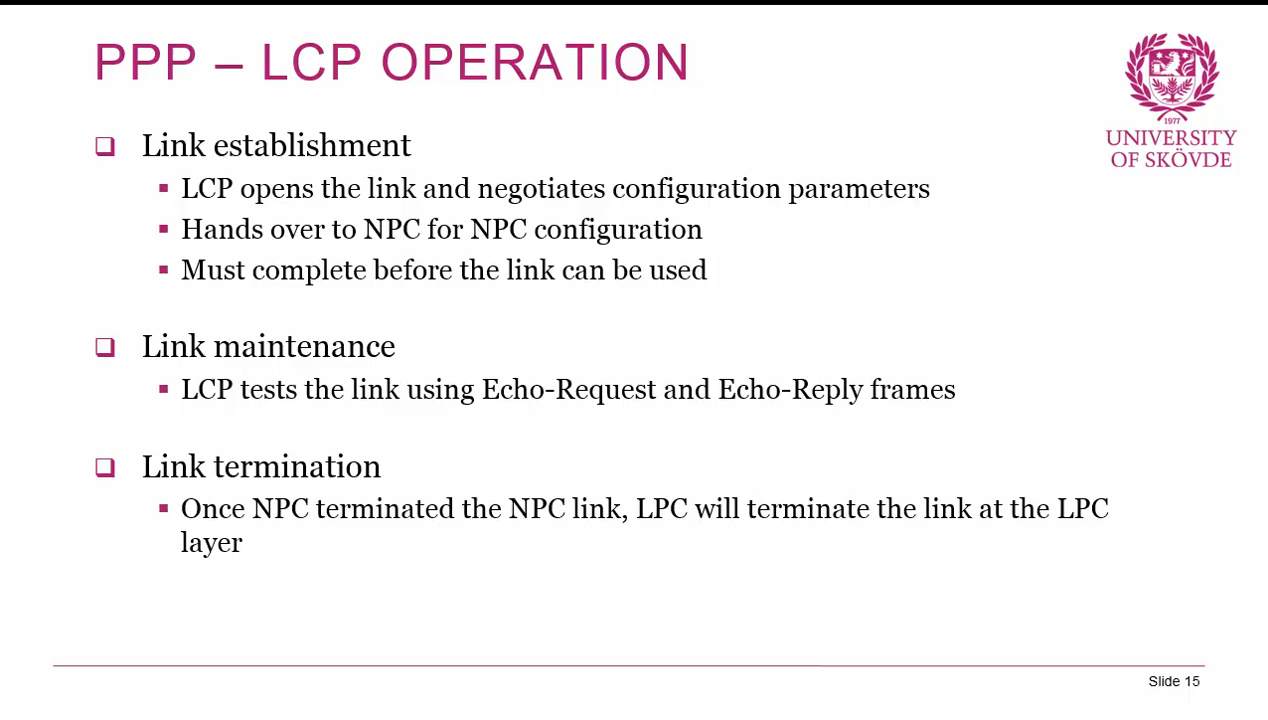 PPP – LCP OPERATION
1977
UNIVERSITY
OF SKÖVDE
Link establishment
LCP opens the link and negotiates configuration parameters
Hands over to NPC for NPC configuration
Must complete before the link can be used
Link maintenance
LCP tests the link using Echo-Request and Echo-Reply frames
Link termination
Once NPC terminated the NPC link, LPC will terminate the link at the LPC
layer
Slide 15